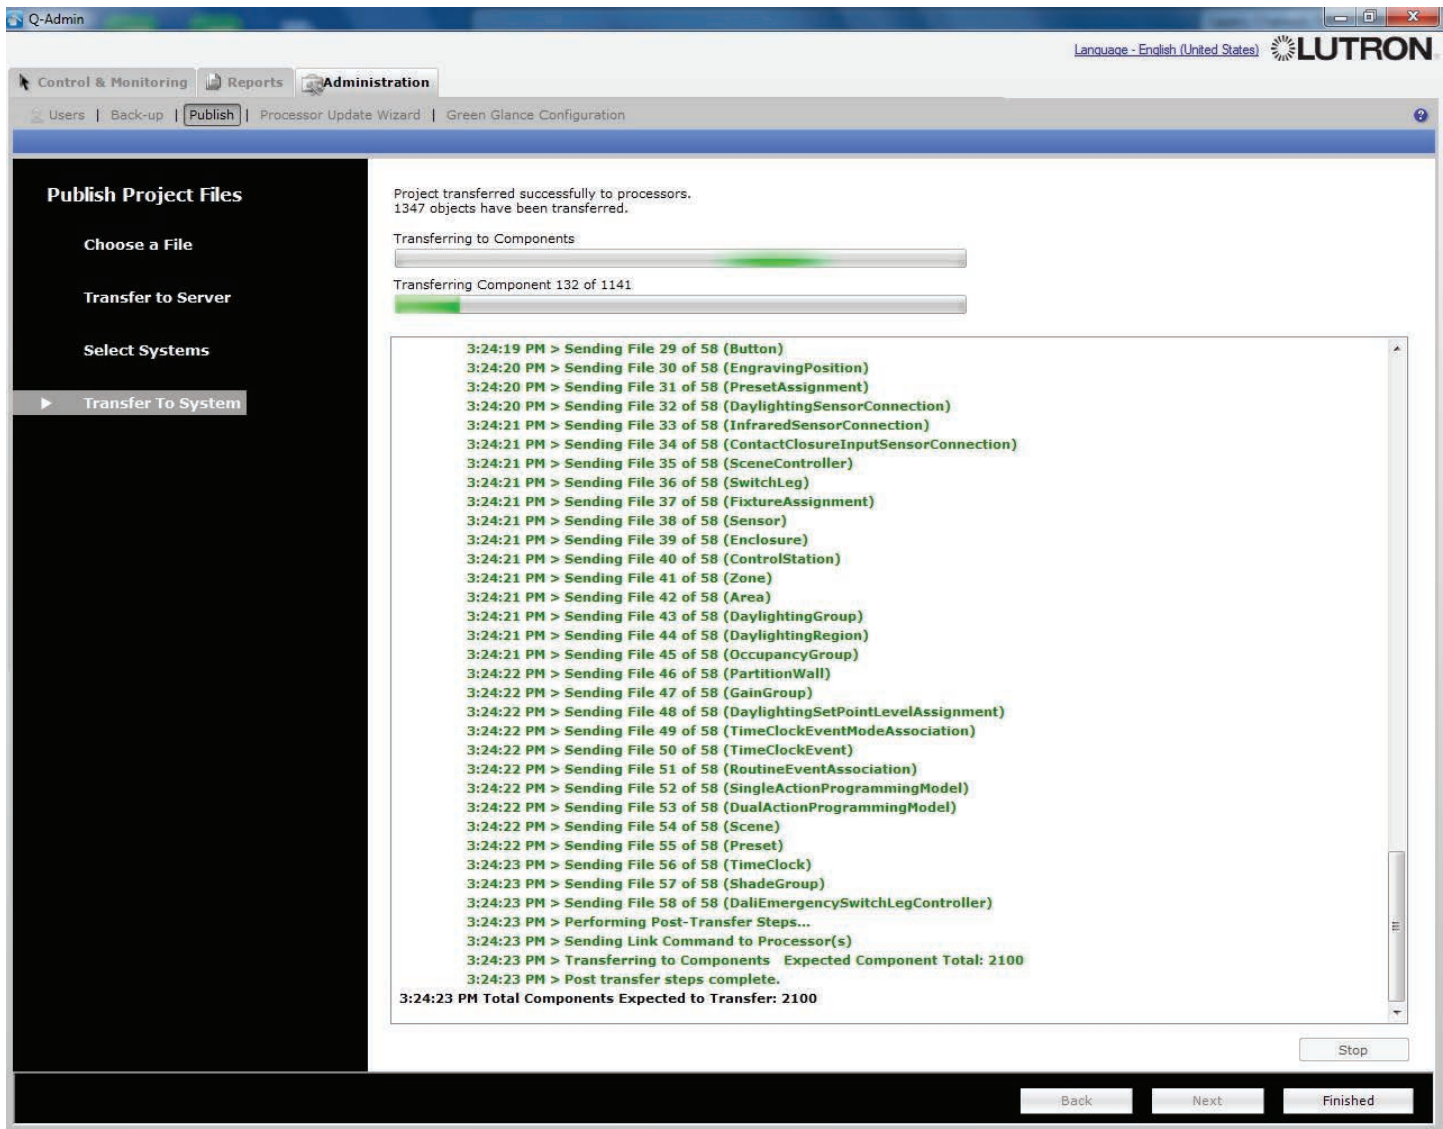 Q-Admin
Language - English (United States)
LUTRON
Control & Monitoring
Reports
Administration
Users | Back-up | Publish | Processor Update Wizard | Green Glance Configuration
?
Publish Project Files
Choose a File
Transfer to Server
Select Systems
Transfer To System
Project transferred successfully to processors.
1347 objects have been transferred.
Transferring to Components
Transferring Component 132 of 1141
3:24:19 PM > Sending File 29 of 58 (Button)
3:24:20 PM > Sending File 30 of 58 (EngravingPosition)
3:24:20 PM > Sending File 31 of 58 (PresetAssignment)
3:24:20 PM > Sending File 32 of 58 (DaylightingSensorConnection)
3:24:21 PM > Sending File 33 of 58 (InfraredSensorConnection)
3:24:21 PM > Sending File 34 of 58 (ContactClosureInputSensorConnection)
3:24:21 PM > Sending File 35 of 58 (SceneController)
3:24:21 PM > Sending File 36 of 58 (SwitchLeg)
3:24:21 PM > Sending File 37 of 58 (FixtureAssignment)
3:24:21 PM > Sending File 38 of 58 (Sensor)
3:24:21 PM > Sending File 39 of 58 (Enclosure)
3:24:21 PM > Sending File 40 of 58 (ControlStation)
3:24:21 PM > Sending File 41 of 58 (Zone)
3:24:21 PM > Sending File 42 of 58 (Area)
3:24:21 PM > Sending File 43 of 58 (DaylightingGroup)
3:24:21 PM > Sending File 44 of 58 (DaylightingRegion)
3:24:21 PM > Sending File 45 of 58 (OccupancyGroup)
3:24:22 PM > Sending File 46 of 58 (PartitionWall)
3:24:22 PM > Sending File 47 of 58 (GainGroup)
3:24:22 PM > Sending File 48 of 58 (DaylightingSetPointLevelAssignment)
3:24:22 PM > Sending File 49 of 58 (TimeClockEventModeAssociation)
3:24:22 PM > Sending File 50 of 58 (TimeClockEvent)
3:24:22 PM > Sending File 51 of 58 (RoutineEventAssociation)
3:24:22 PM > Sending File 52 of 58 (SingleActionProgrammingModel)
3:24:22 PM > Sending File 53 of 58 (DualActionProgrammingModel)
3:24:22 PM > Sending File 54 of 58 (Scene)
3:24:22 PM > Sending File 55 of 58 (Preset)
3:24:23 PM > Sending File 56 of 58 (TimeClock)
3:24:23 PM > Sending File 57 of 58 (ShadeGroup)
3:24:23 PM > Sending File 58 of 58 (DaliEmergencySwitchLegController)
3:24:23 PM > Performing Post-Transfer Steps...
3:24:23 PM > Sending Link Command to Processor(s)
3:24:23 PM > Transferring to Components Expected Component Total: 2100
3:24:23 PM > Post transfer steps complete.
3:24:23 PM Total Components Expected to Transfer: 2100
Stop
Back
Next
Finished